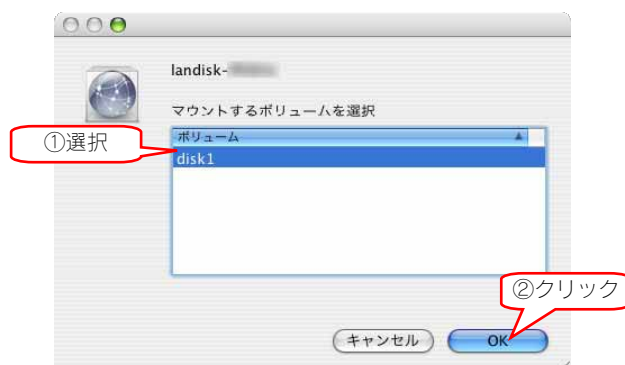 landisk-
マウントするボリュームを選択
①選択
ボリューム
disk1
②クリック
キャンセル
OK